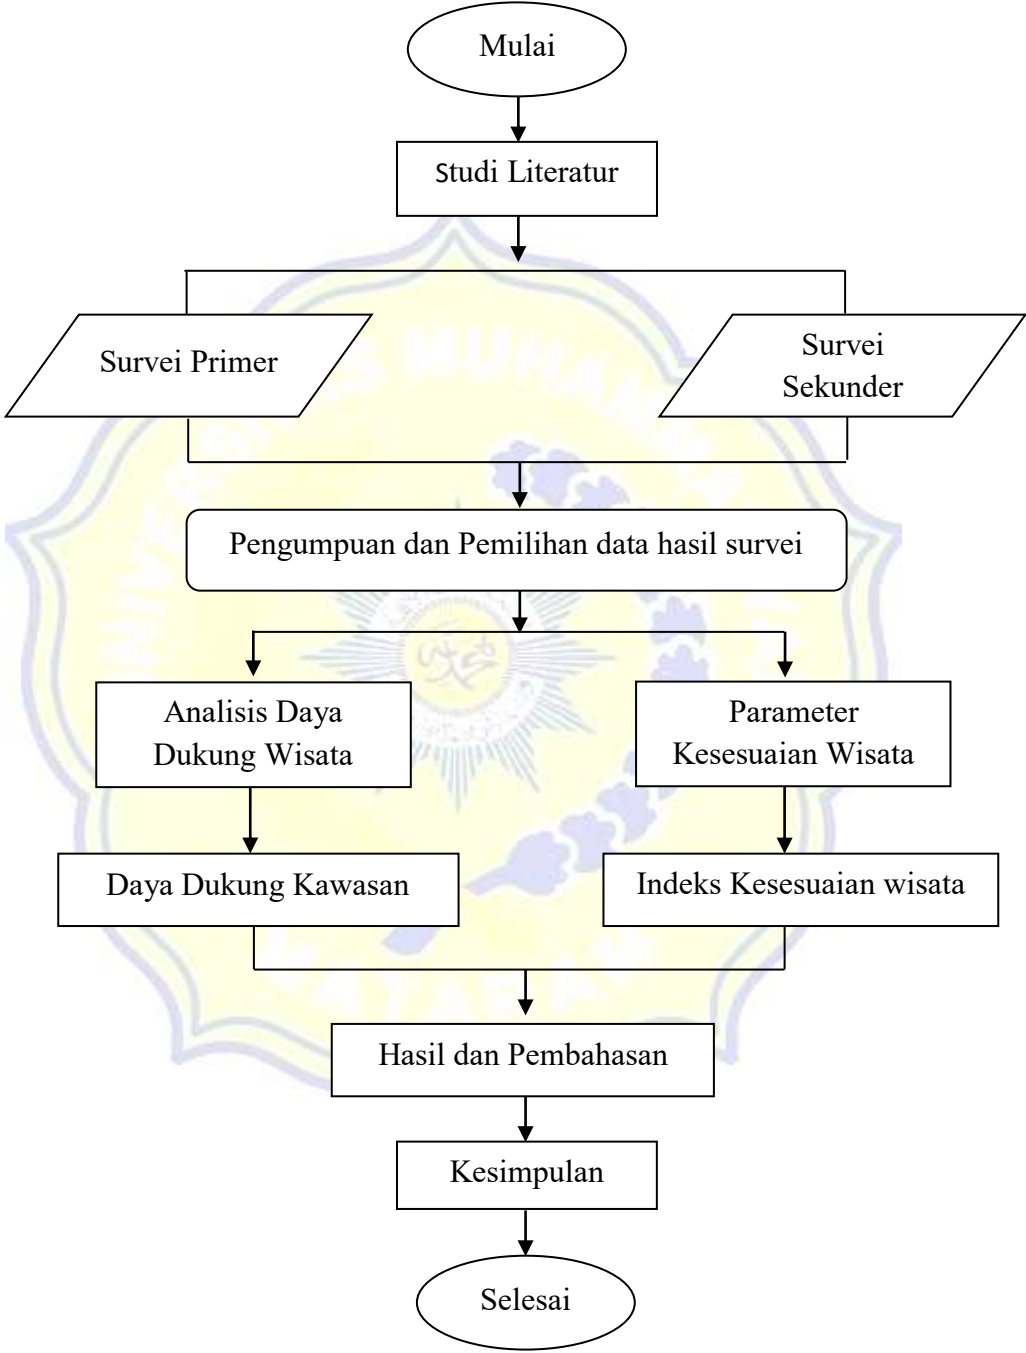 Mulai
Studi Literatur
Survei Primer
Survei
Sekunder
Pengumpuan dan Pemilihan data hasil survei
Analisis Daya
Dukung Wisata
Parameter
Kesesuaian Wisata
Daya Dukung Kawasan
Indeks Kesesuaian wisata
Hasil dan Pembahasan
Kesimpulan
Selesai
MATARAM